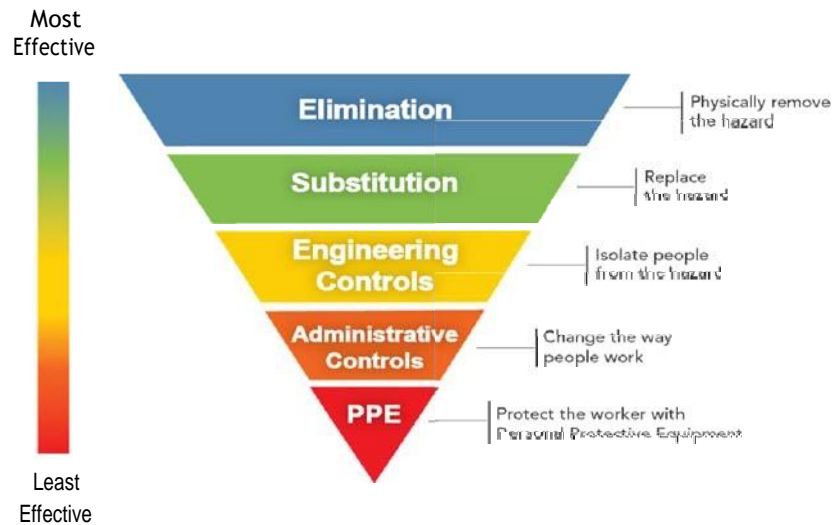 Most
Effective
Elimination
Physically remove
the hazard
Substitution
Replace
the hazard
Engineering
Controls
Isolate people
from the hazard
Administrative
Controls
Change the way
people work
PPE
Protect the worker with
Personal Protective Equipment
Least
Effective